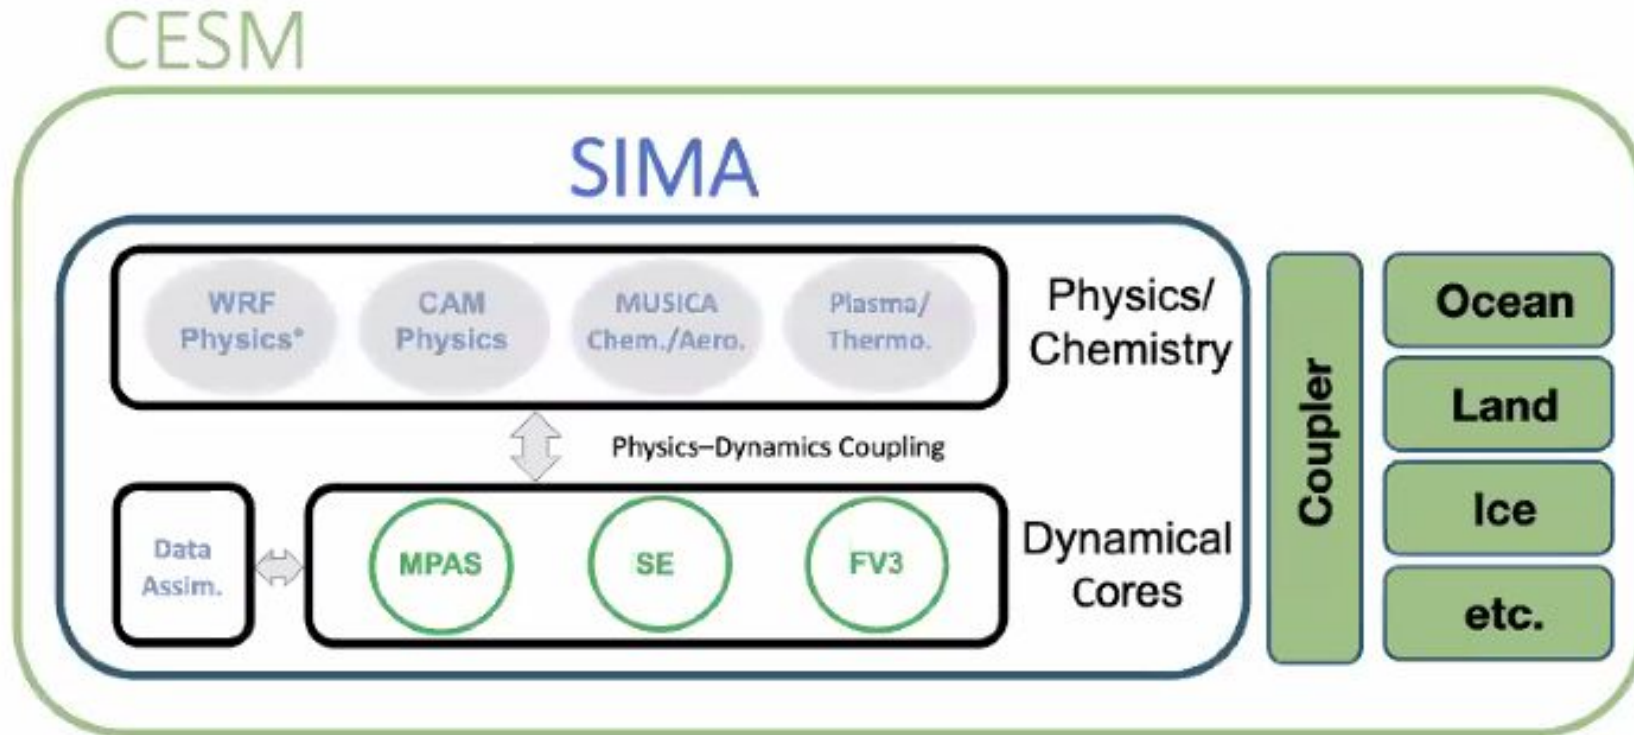 CESM
SIMA
WRF
Physics*
CAM
Physics
MUSICA
Chem./Aero.
Plasma/
Thermo.
Physics/
Chemistry
Physics–Dynamics Coupling
Data
Assim.
MPAS
SE
FV3
Dynamical
Cores
Coupler
Ocean
Land
Ice
etc.